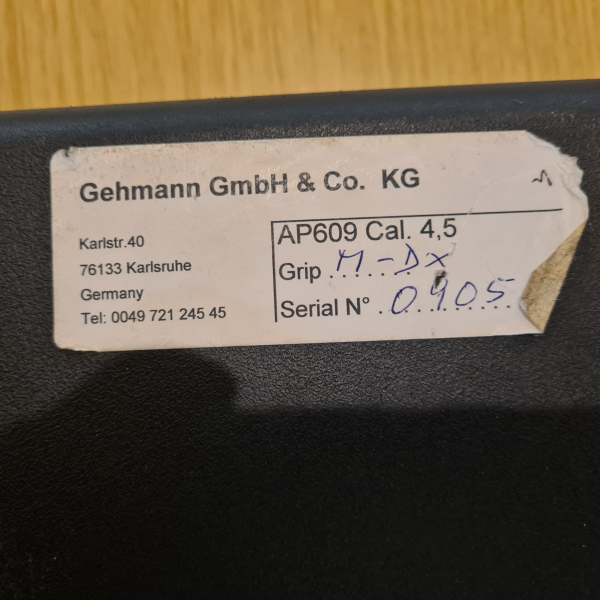 Gehmann GmbH & Co. KG
Karlstr.40
76133 Karlsruhe
Germany
Tel: 0049 721 245 45
AP609 Cal. 4,5
Grip ..M-Dx
Serial N° .0905...